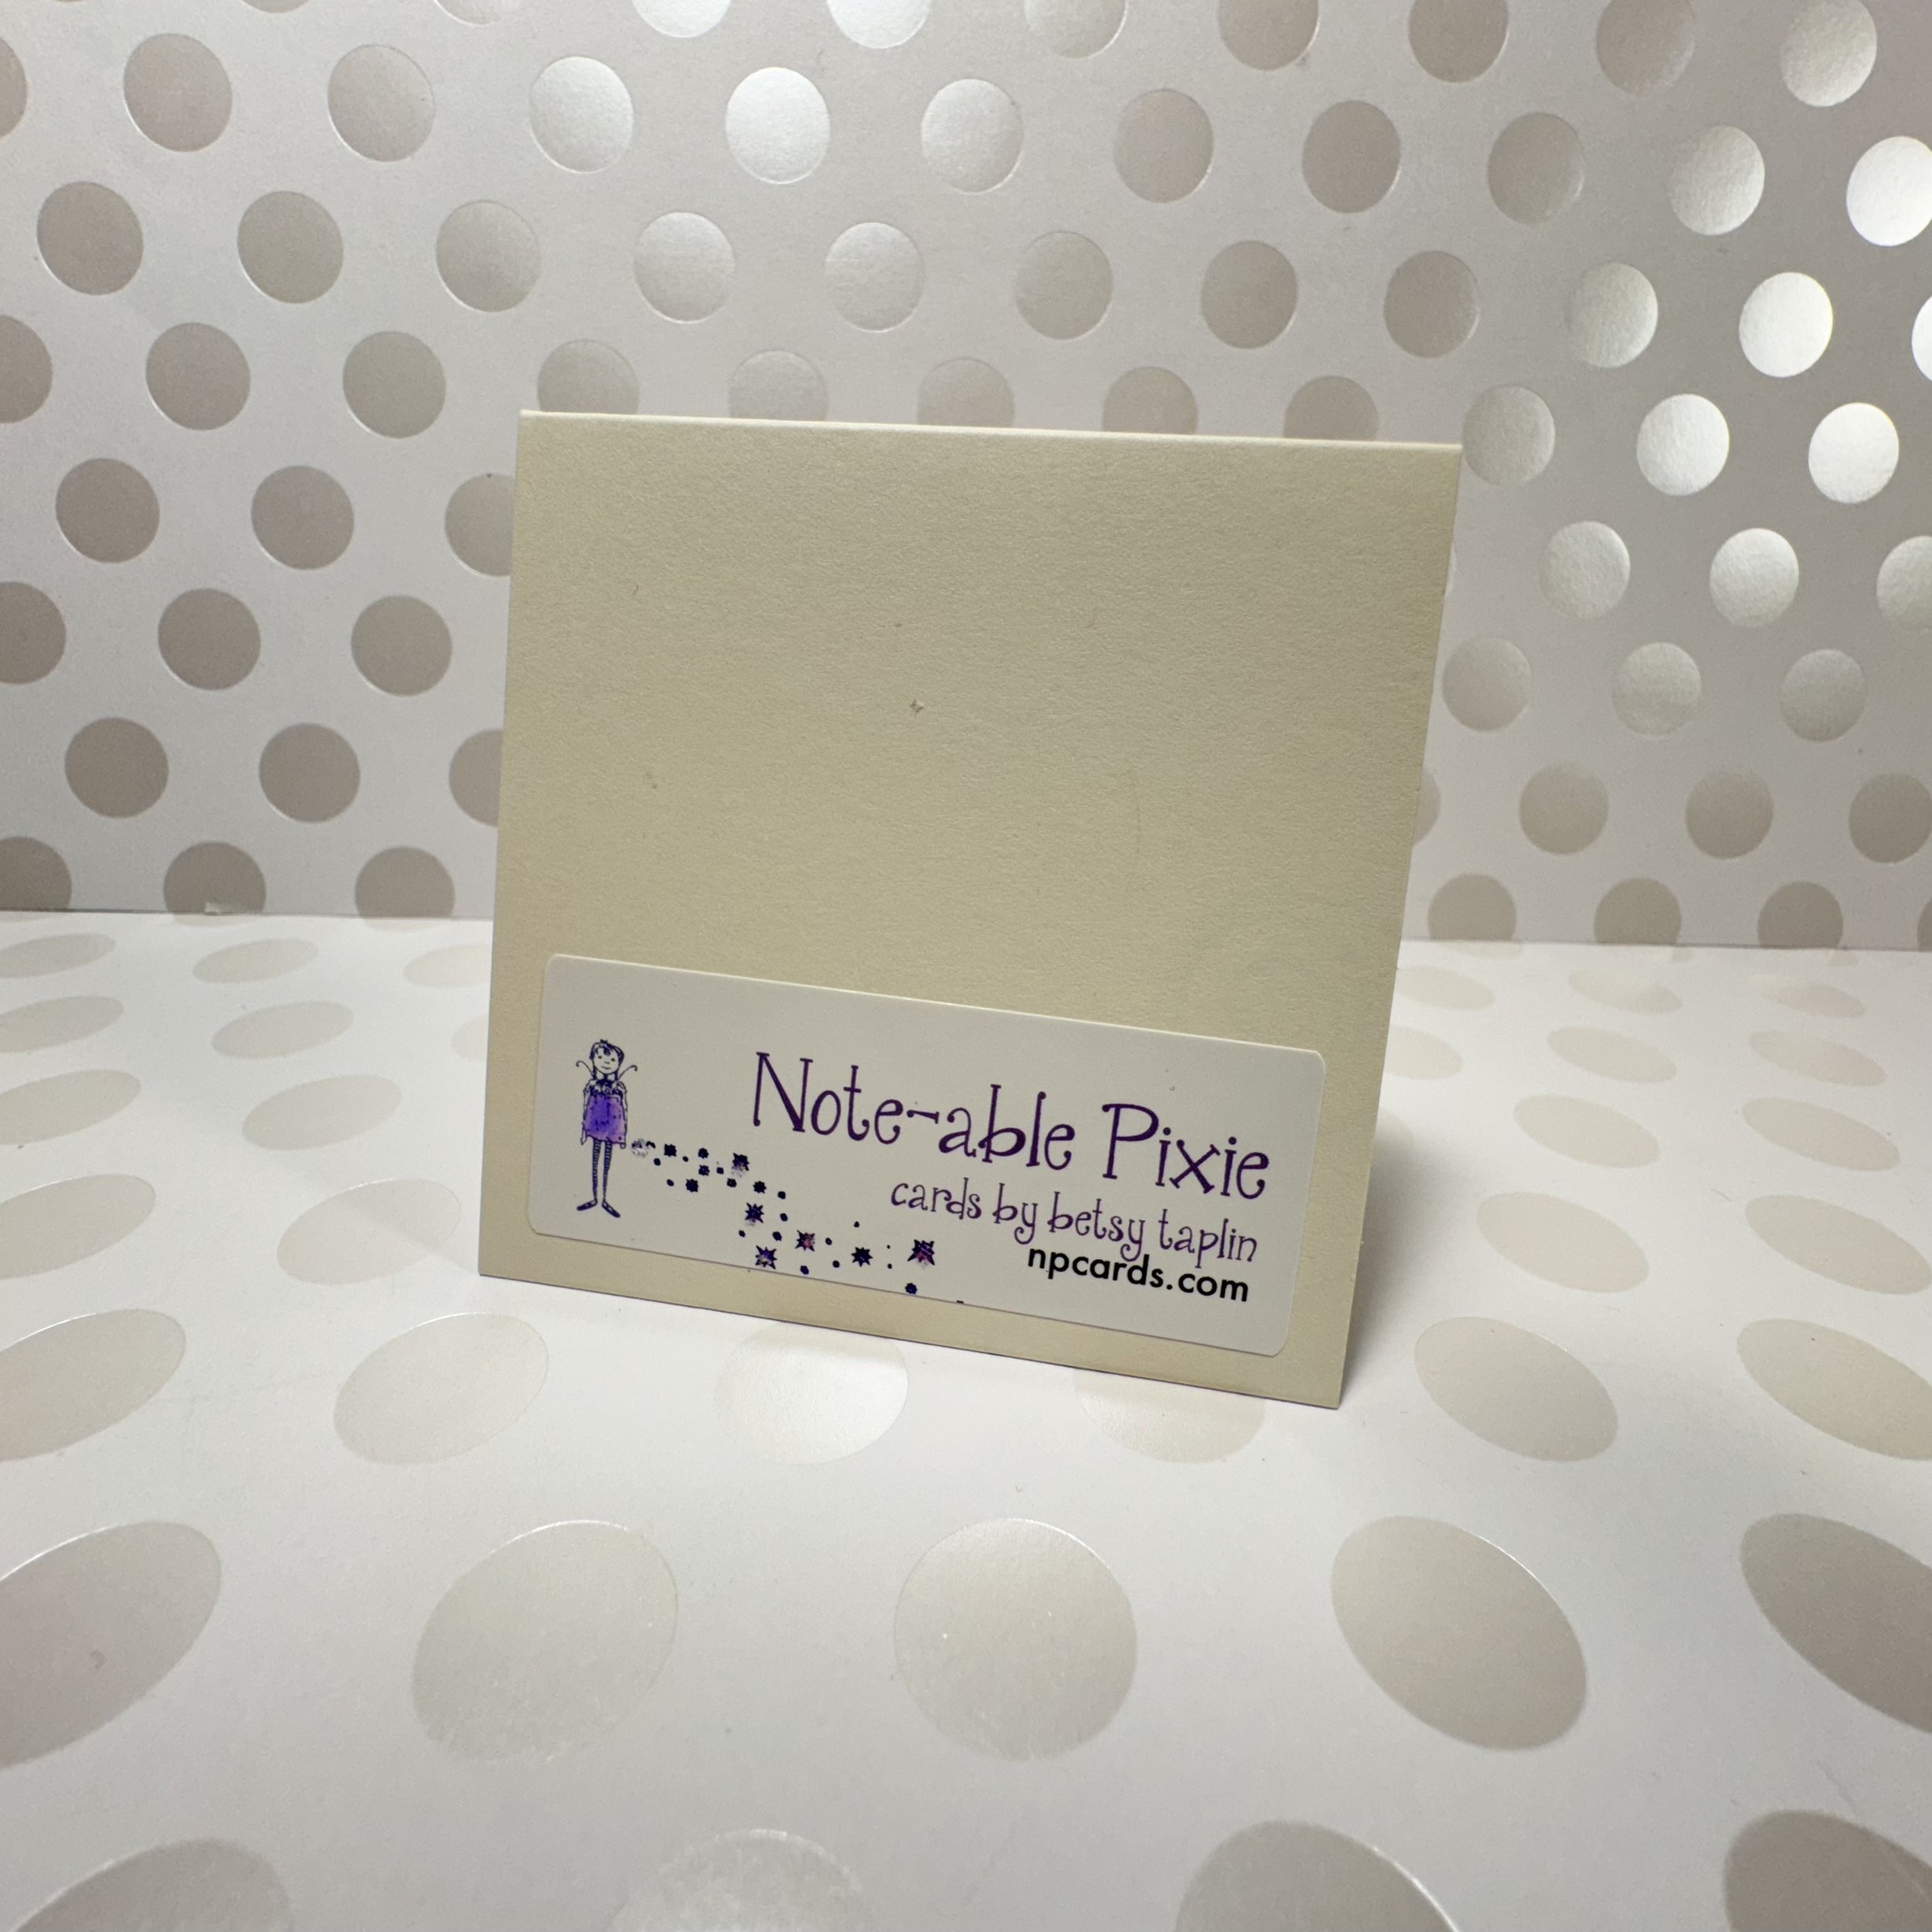 Note-able Pixie
cards by betsy taplin
npcards.com